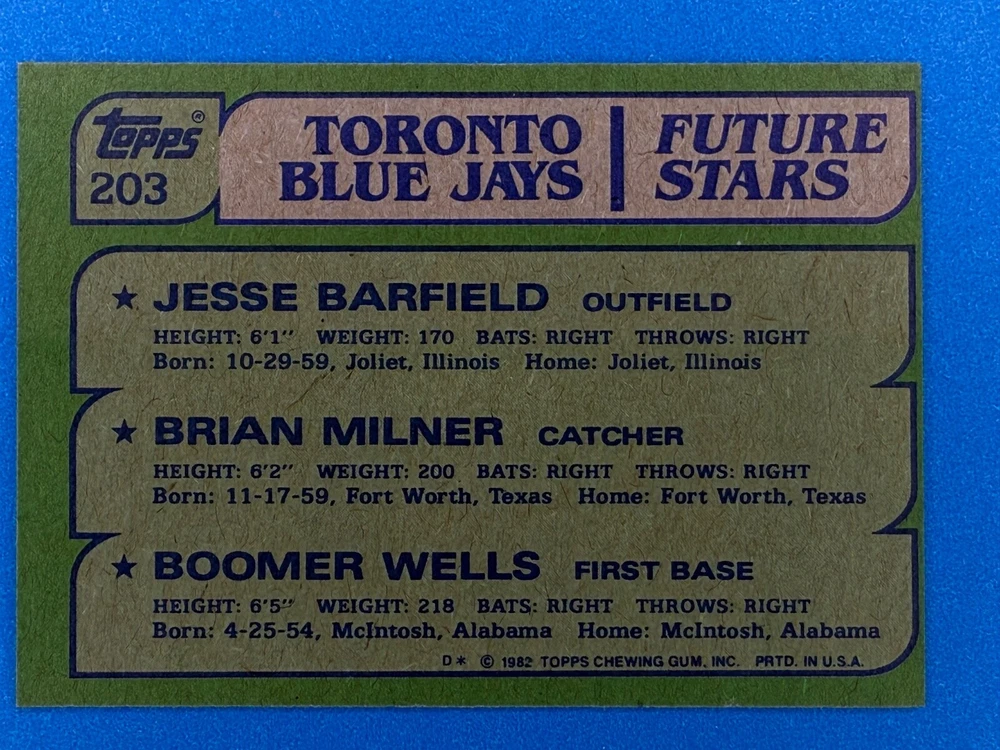 topps®
203
TORONTO
BLUE JAYS
FUTURE
STARS
★ JESSE BARFIELD OUTFIELD
HEIGHT: 6'1" WEIGHT: 170 BATS: RIGHT THROWS: RIGHT
Born: 10-29-59, Joliet, Illinois Home: Joliet, Illinois
★ BRIAN MILNER CATCHER
HEIGHT: 6'2" WEIGHT: 200 BATS: RIGHT THROWS: RIGHT
Born: 11-17-59, Fort Worth, Texas Home: Fort Worth, Texas
★ BOOMER WELLS FIRST BASE
HEIGHT: 6'5" WEIGHT: 218 BATS: RIGHT THROWS: RIGHT
Born: 4-25-54, McIntosh, Alabama Home: McIntosh, Alabama
D* © 1982 TOPPS CHEWING GUM, INC. PRTD. IN U.S.A.